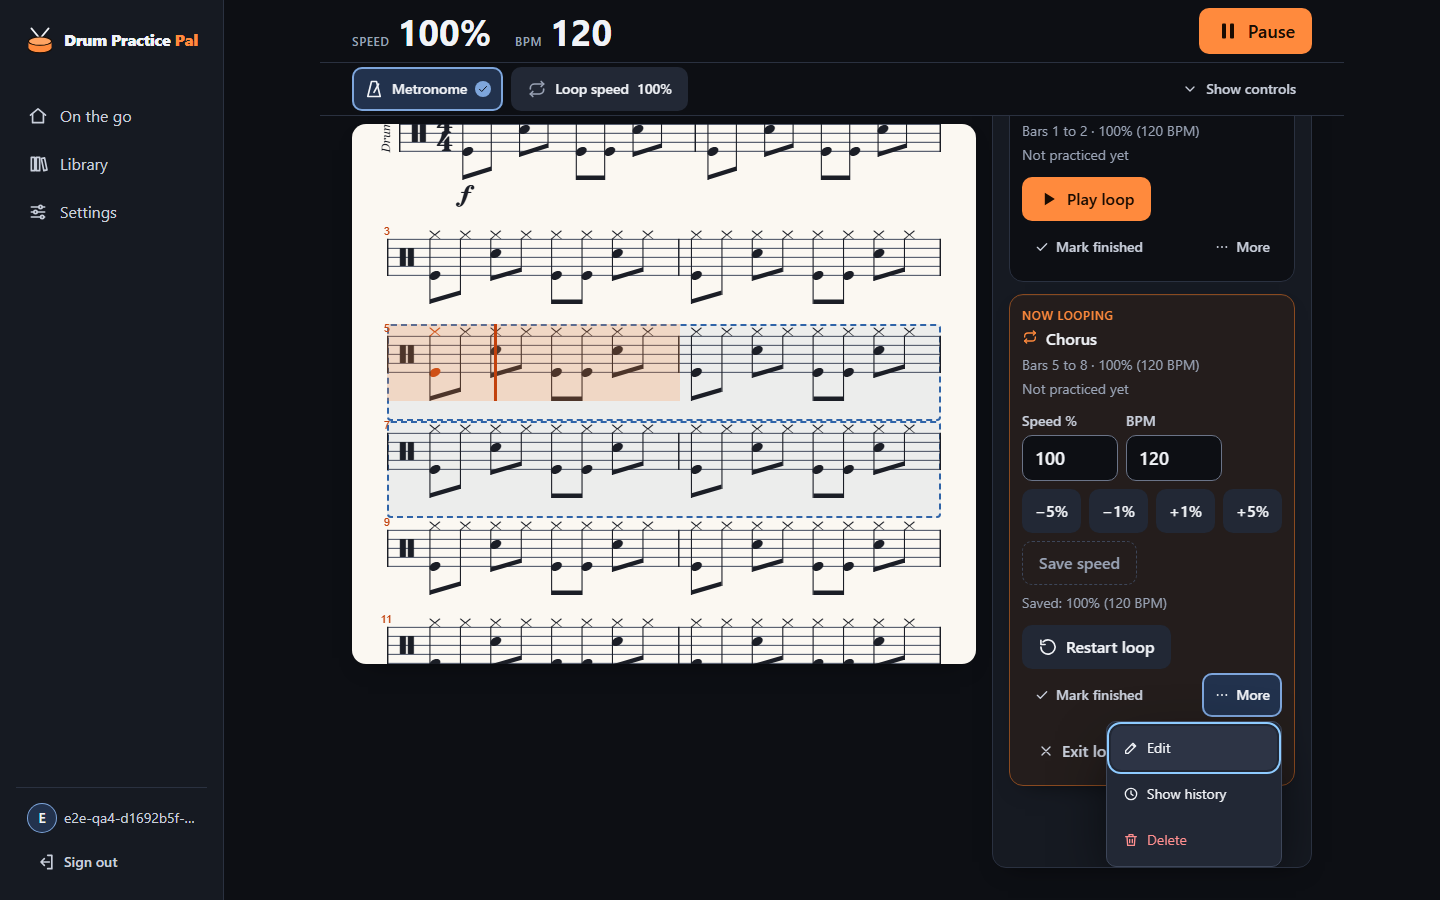 Drum Practice Pal
On the go
Library
Settings
e2e-qa4-d1692b5f-...
Sign out
SPEED 100% BPM 120
Pause
Metronome
Loop speed 100%
Show controls
Drum
4
4
f
3
5
7
9
11
Bars 1 to 2 · 100% (120 BPM)
Not practiced yet
Play loop
Mark finished
··· More
NOW LOOPING
Chorus
Bars 5 to 8 · 100% (120 BPM)
Not practiced yet
Speed % BPM
100 120
−5% −1% +1% +5%
Save speed
Saved: 100% (120 BPM)
Restart loop
Mark finished
··· More
Exit lo
Edit
Show history
Delete